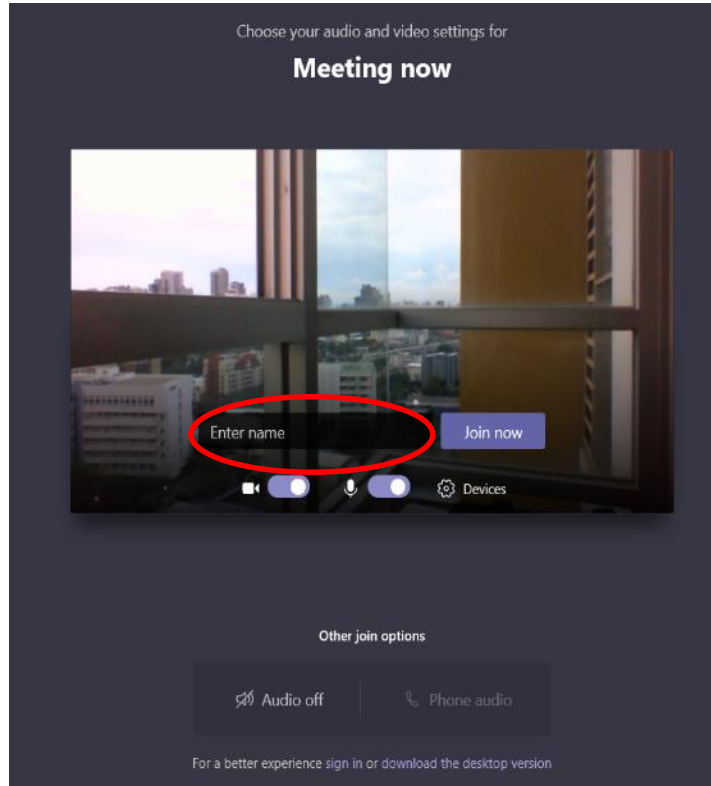 Choose your audio and video settings for
Meeting now
Enter name
Join now
Devices
Other join options
Audio off
Phone audio
For a better experience sign in or download the desktop version